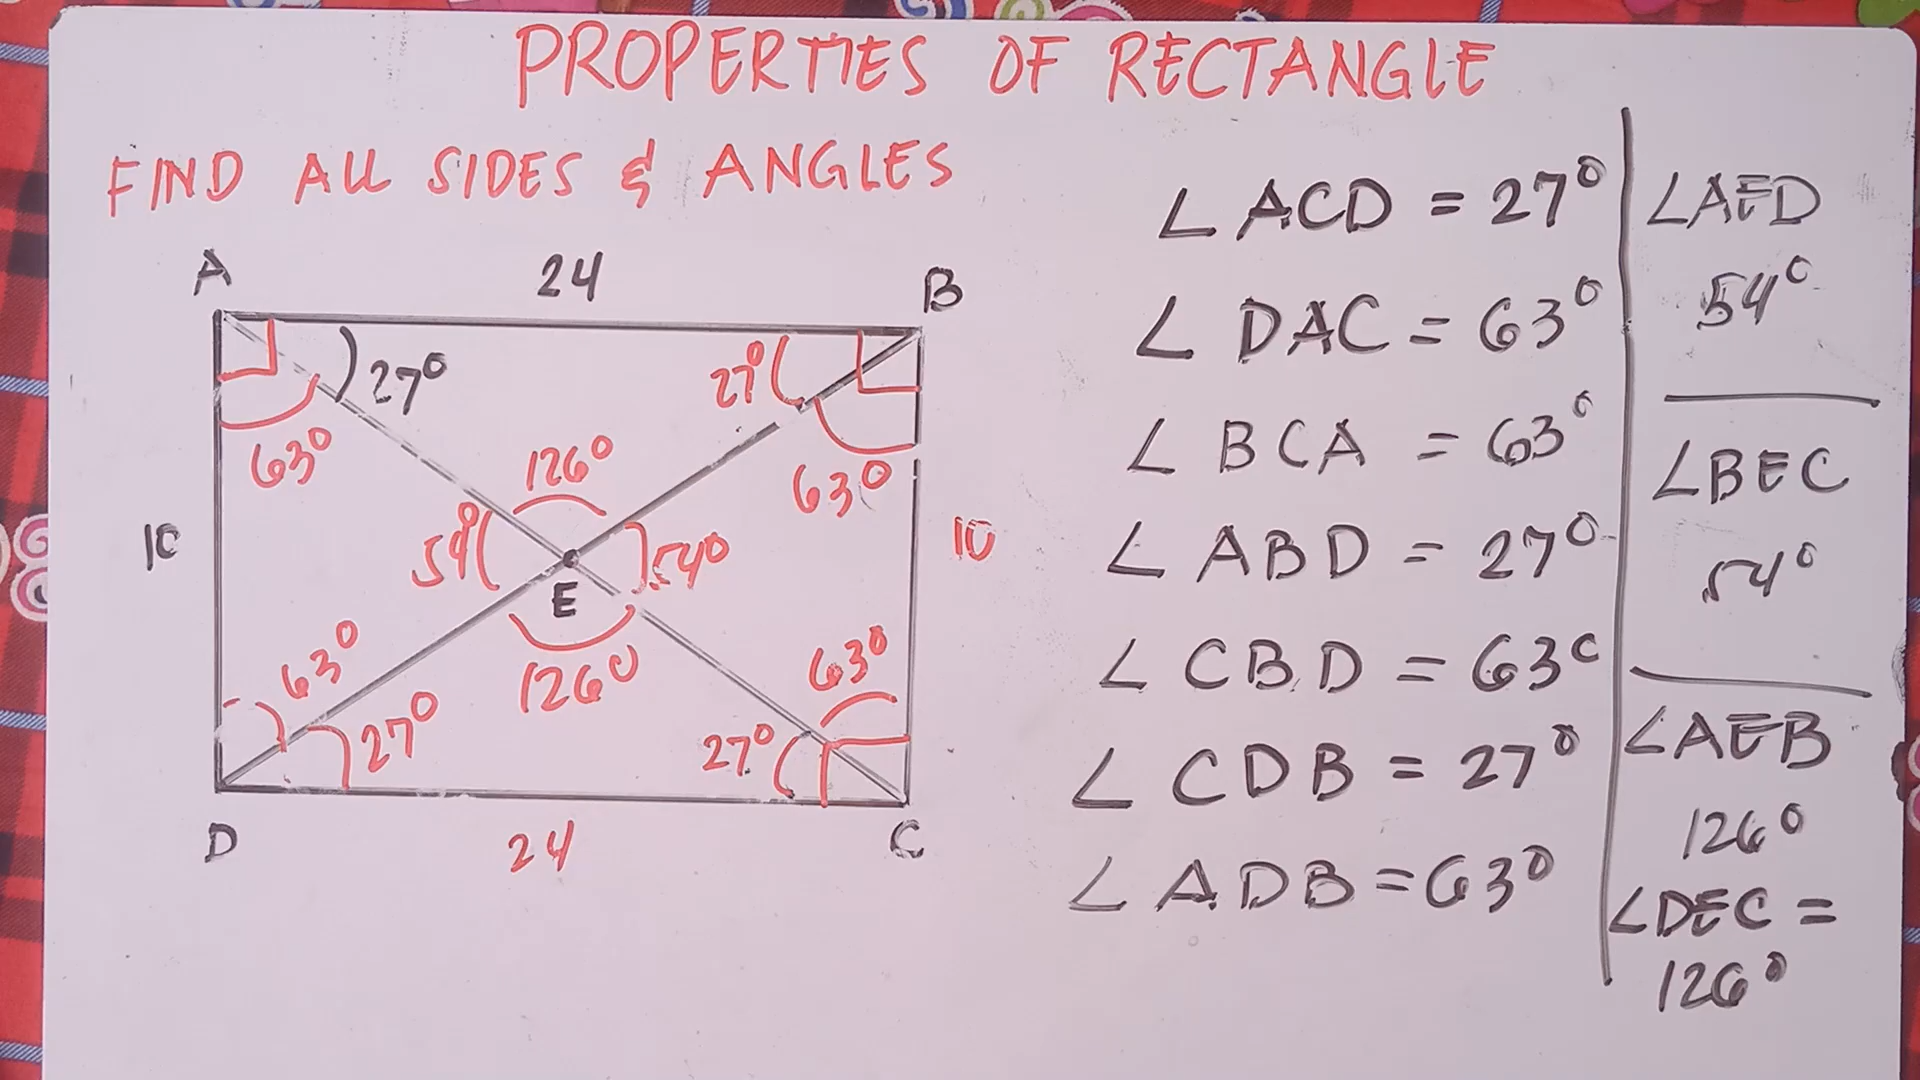 PROPERTIES OF RECTANGLE
FIND ALL SIDES & ANGLES
A
24
B
27°
27°
63°
126°
63°
10
54°
54°
10
E
63°
126°
63°
27°
27°
D
24
C
∠ ACD = 27°
∠ DAC = 63°
∠ BCA = 63°
∠ ABD = 27°
∠ CBD = 63°
∠ CDB = 27°
∠ ADB = 63°
∠AED
54°
∠BEC
54°
∠AEB
126°
∠DEC =
126°